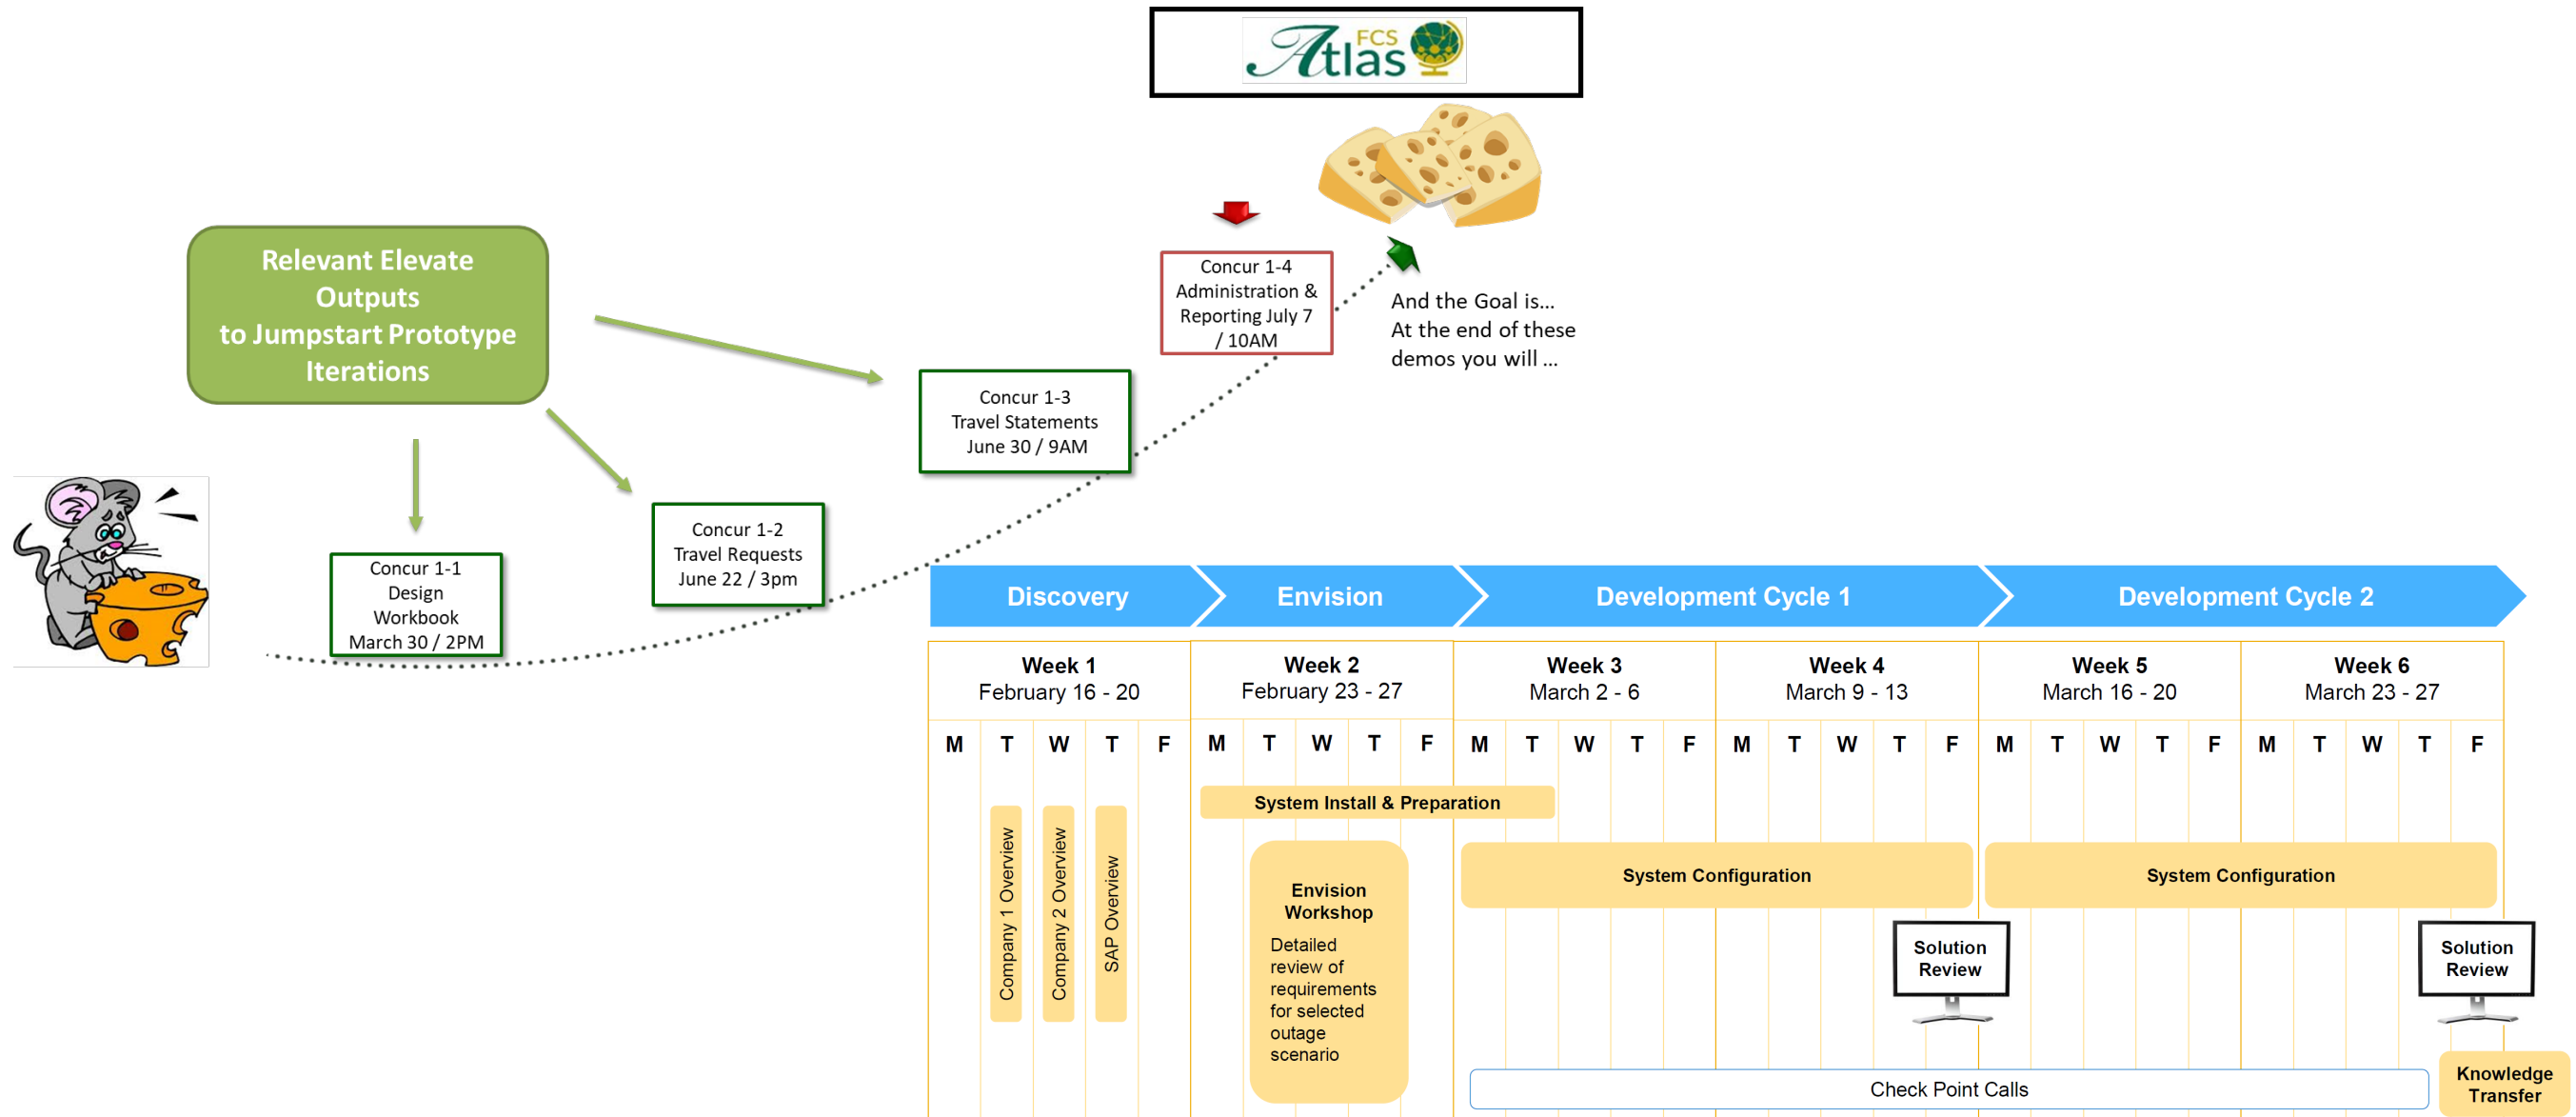 FCS
Atlas
Relevant Elevate
Outputs
to Jumpstart Prototype
Iterations
Concur 1-4
Administration &
Reporting July 7
/ 10AM
And the Goal is...
At the end of these
demos you will ...
Concur 1-3
Travel Statements
June 30 / 9AM
Concur 1-2
Travel Requests
June 22 / 3pm
Concur 1-1
Design
Workbook
March 30 / 2PM
Discovery
Envision
Development Cycle 1
Development Cycle 2
Week 1
February 16 - 20
Week 2
February 23 - 27
Week 3
March 2 - 6
Week 4
March 9 - 13
Week 5
March 16 - 20
Week 6
March 23 - 27
M T W T F M T W T F M T W T F M T W T F M T W T F M T W T F
System Install & Preparation
Company 1 Overview
Company 2 Overview
SAP Overview
Envision
Workshop
Detailed
review of
requirements
for selected
outage
scenario
System Configuration
System Configuration
Solution
Review
Solution
Review
Check Point Calls
Knowledge
Transfer